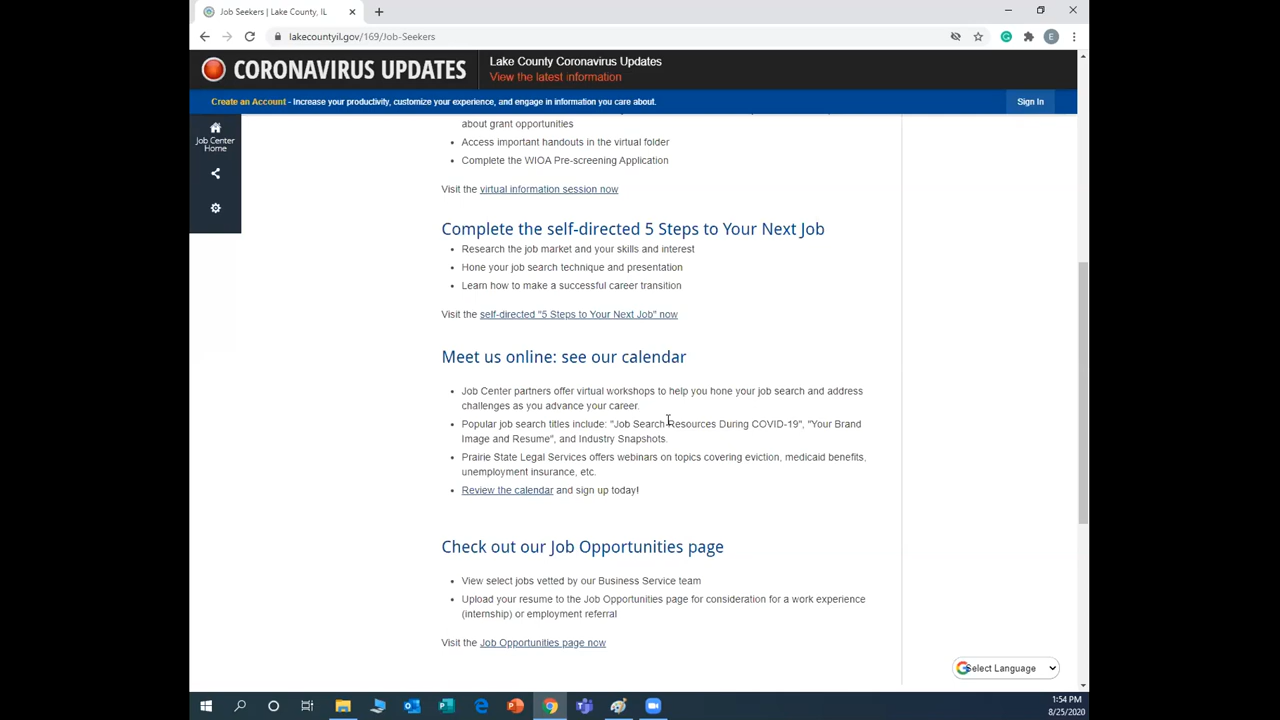 Job Seekers | Lake County, IL
lakecountyil.gov/169/Job-Seekers
E
CORONAVIRUS UPDATES
Lake County Coronavirus Updates
View the latest information
Create an Account - Increase your productivity, customize your experience, and engage in information you care about.
Sign In
Job Center
Home
about grant opportunities
Access important handouts in the virtual folder
Complete the WIOA Pre-screening Application
Visit the virtual information session now
Complete the self-directed 5 Steps to Your Next Job
Research the job market and your skills and interest
Hone your job search technique and presentation
Learn how to make a successful career transition
Visit the self-directed "5 Steps to Your Next Job" now
Meet us online: see our calendar
Job Center partners offer virtual workshops to help you hone your job search and address
challenges as you advance your career.
Popular job search titles include: "Job Search Resources During COVID-19", "Your Brand
Image and Resume", and Industry Snapshots.
Prairie State Legal Services offers webinars on topics covering eviction, medicaid benefits,
unemployment insurance, etc.
Review the calendar and sign up today!
Check out our Job Opportunities page
View select jobs vetted by our Business Service team
Upload your resume to the Job Opportunities page for consideration for a work experience
(internship) or employment referral
Visit the Job Opportunities page now
Select Language
1:54 PM
8/25/2020